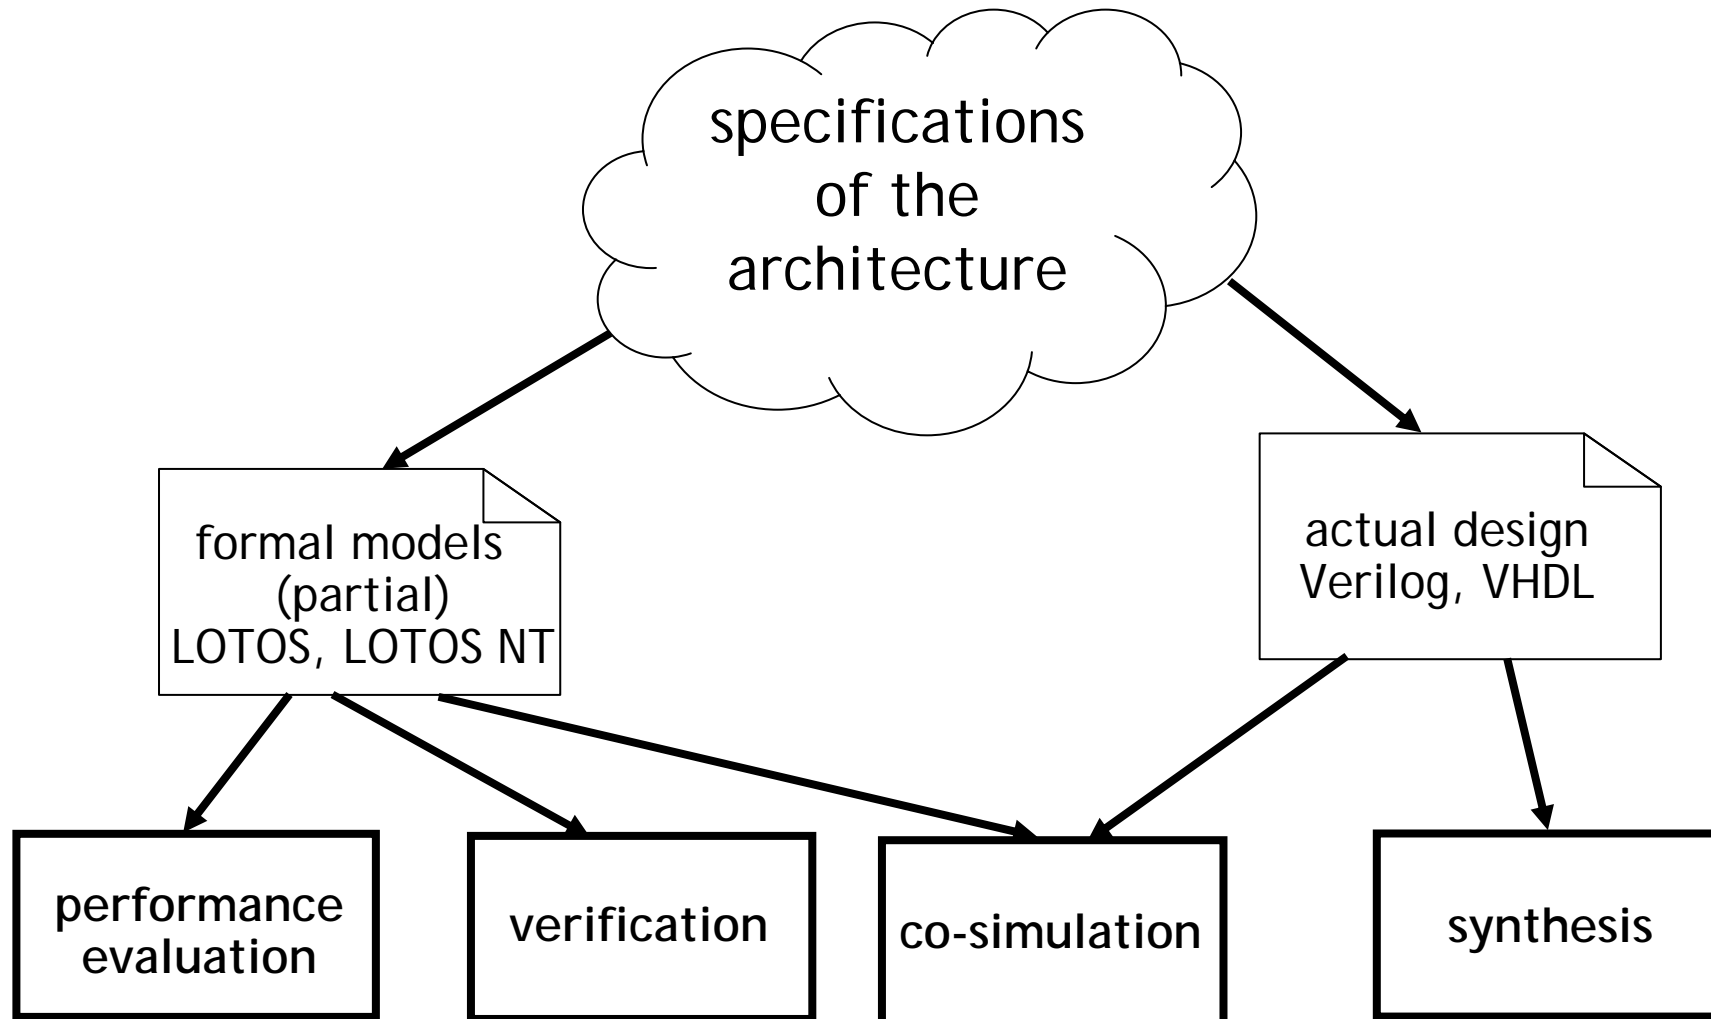 specifications
of the
architecture
formal models
(partial)
LOTOS, LOTOS NT
actual design
Verilog, VHDL
performance
evaluation
verification
co-simulation
synthesis